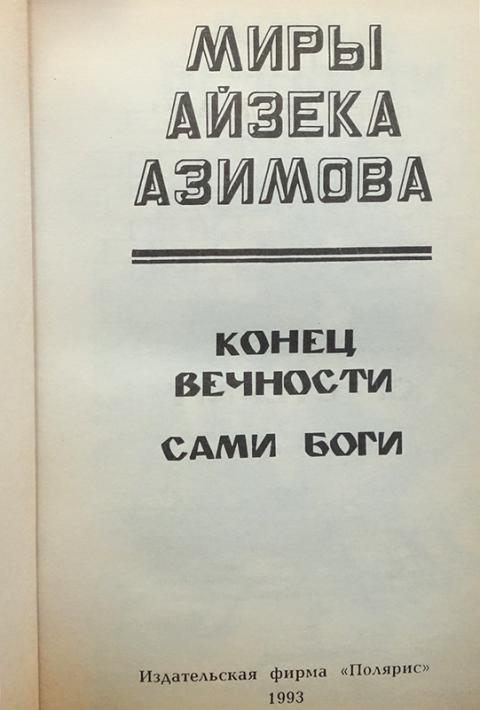 МИРЫ
АЙЗЕКА
АЗИМОВА
КОНЕЦ
ВЕЧНОСТИ
САМИ БОГИ
Издательская фирма «Полярис»
1993